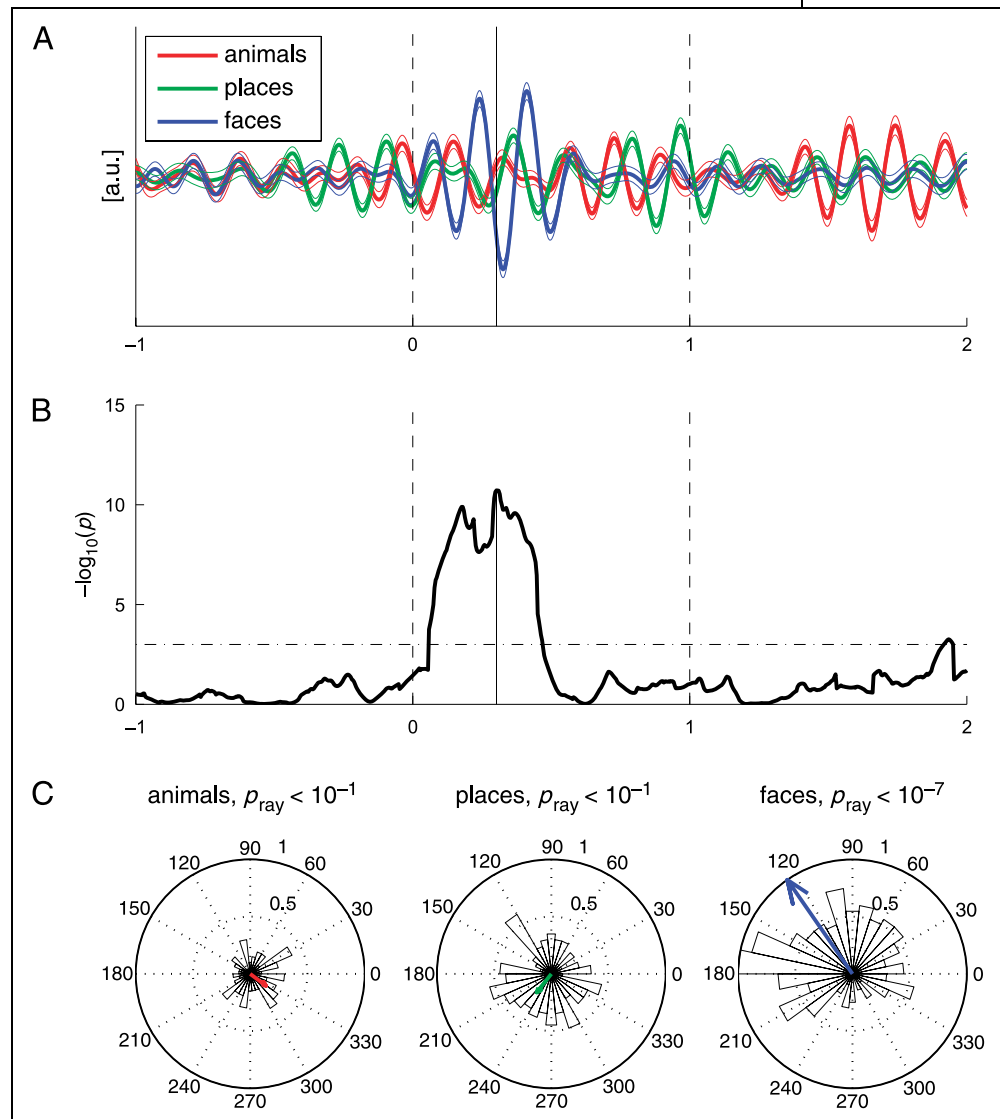 A
animals
places
faces
[a.u.]
–1 0 1 2
B
15
10
5
0
–log10(p)
–1 0 1 2
C
animals, pray < 10–1
places, pray < 10–1
faces, pray < 10–7
90 1
120 60
150 0.5 30
180 0
210 330
240 300
270
90 1
120 60
150 0.5 30
180 0
210 330
240 300
270
90 1
120 60
150 0.5 30
180 0
210 330
240 300
270